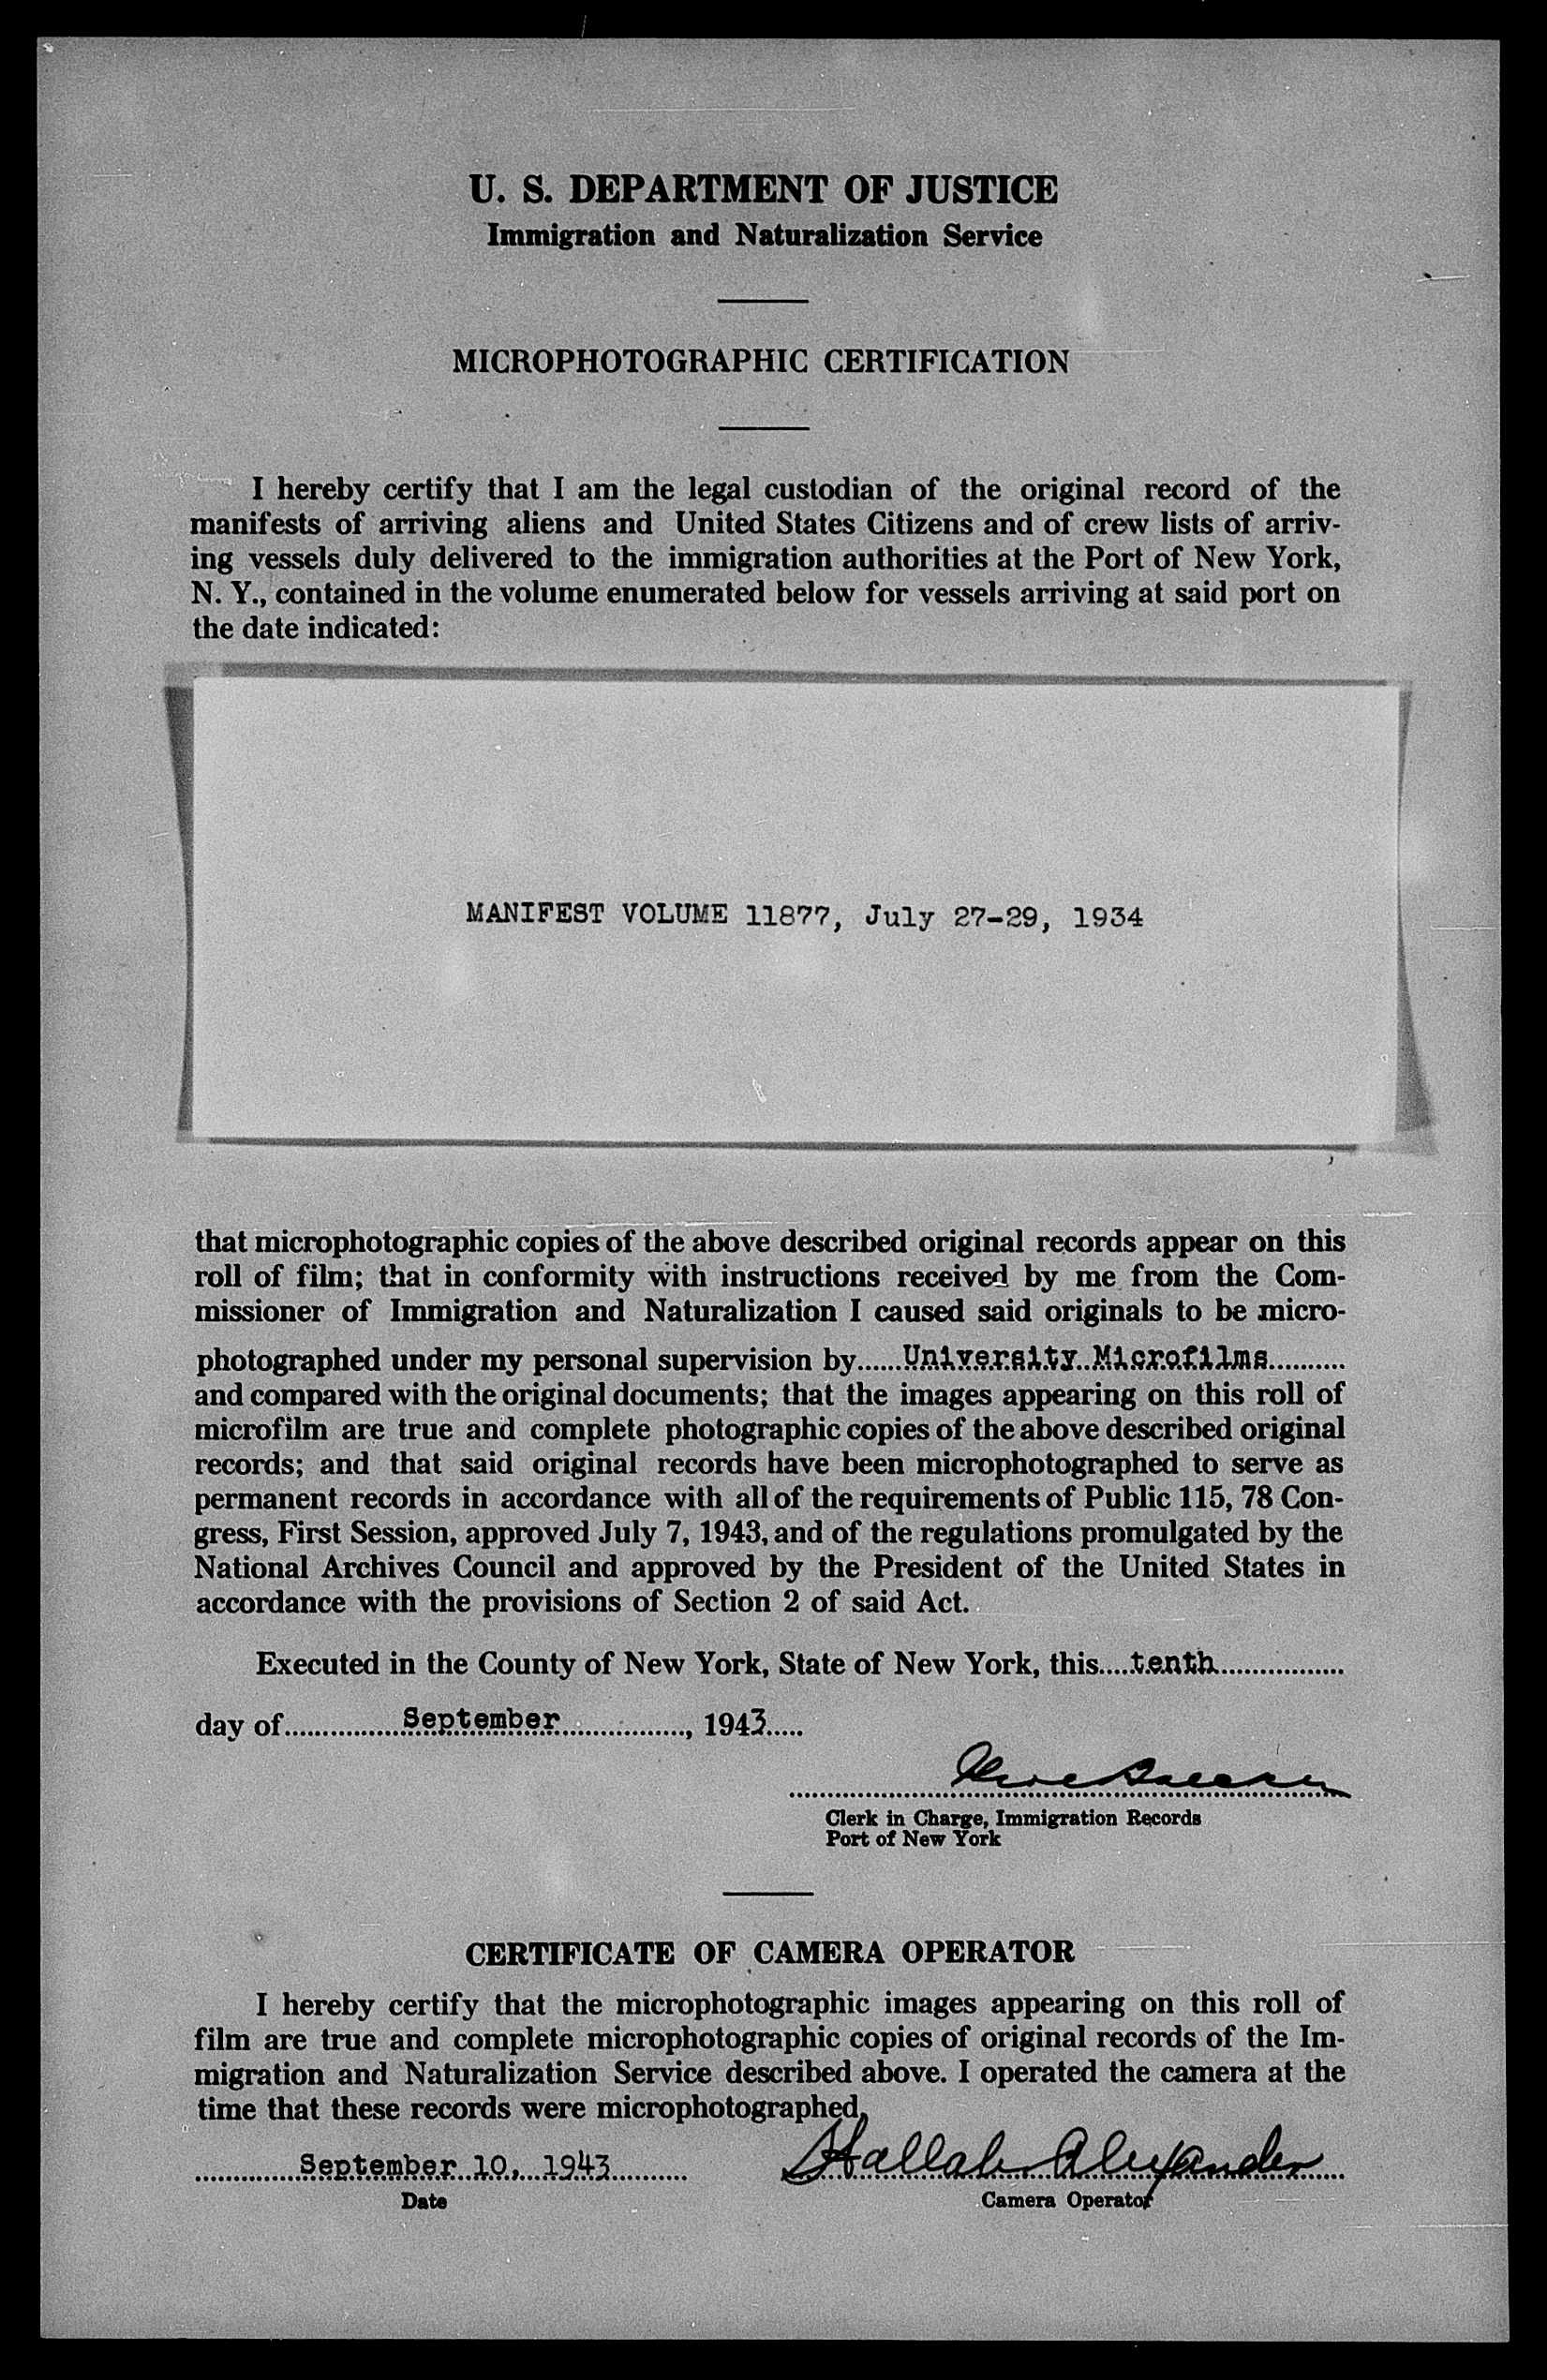 U. S. DEPARTMENT OF JUSTICE
Immigration and Naturalization Service
MICROPHOTOGRAPHIC CERTIFICATION
I hereby certify that I am the legal custodian of the original record of the
manifests of arriving aliens and United States Citizens and of crew lists of arriv-
ing vessels duly delivered to the immigration authorities at the Port of New York,
N. Y., contained in the volume enumerated below for vessels arriving at said port on
the date indicated:
MANIFEST VOLUME 11877, July 27-29, 1934
that microphotographic copies of the above described original records appear on this
roll of film; that in conformity with instructions received by me from the Com-
missioner of Immigration and Naturalization I caused said originals to be micro-
photographed under my personal supervision by......University Microfilms..........
and compared with the original documents; that the images appearing on this roll of
microfilm are true and complete photographic copies of the above described original
records; and that said original records have been microphotographed to serve as
permanent records in accordance with all of the requirements of Public 115, 78 Con-
gress, First Session, approved July 7, 1943, and of the regulations promulgated by the
National Archives Council and approved by the President of the United States in
accordance with the provisions of Section 2 of said Act.
Executed in the County of New York, State of New York, this....tenth................
day of...............September................, 1943.....
Clerk in Charge, Immigration Records
Port of New York
CERTIFICATE OF CAMERA OPERATOR
I hereby certify that the microphotographic images appearing on this roll of
film are true and complete microphotographic copies of original records of the Im-
migration and Naturalization Service described above. I operated the camera at the
time that these records were microphotographed.
.............September 10, 1943.......... Alexander
Date Camera Operator